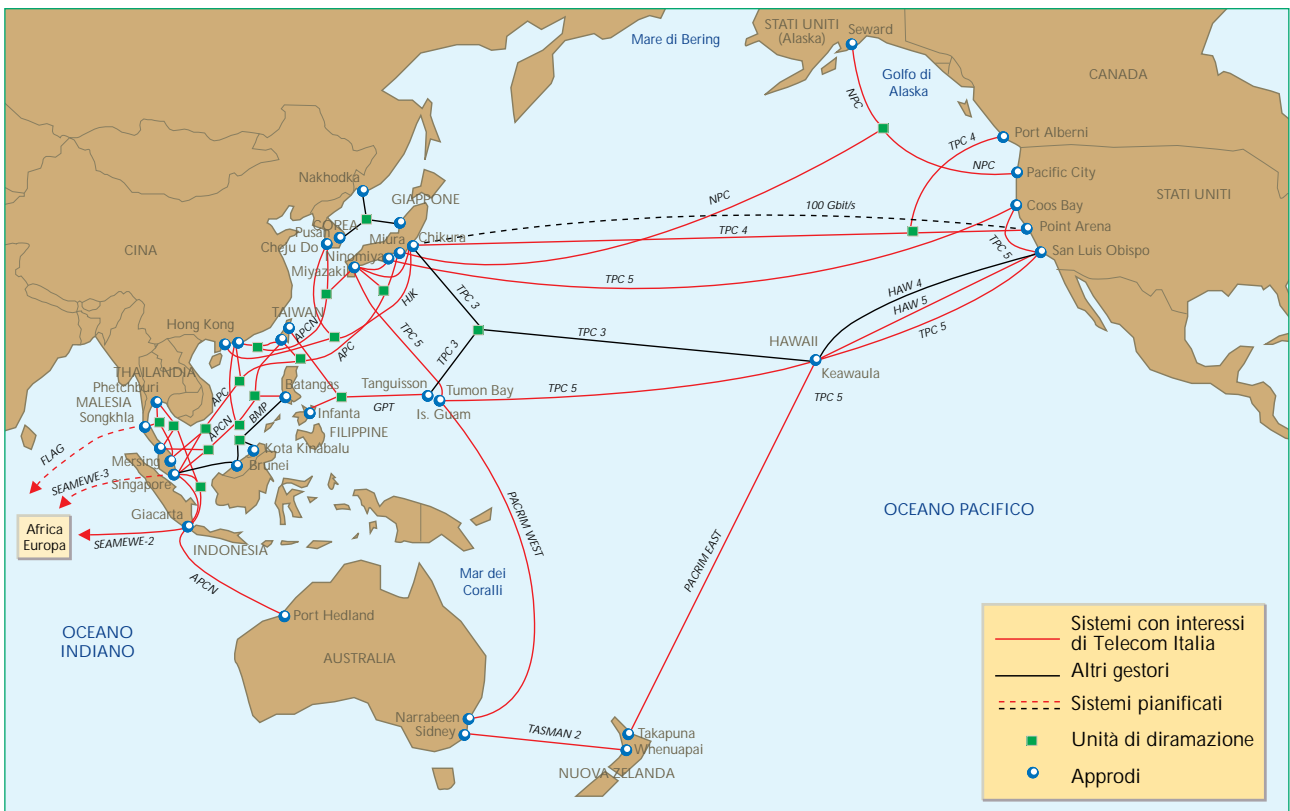 STATI UNITI
(Alaska)
Seward
Mare di Bering
Golfo di
Alaska
CANADA
NPC
Port Alberni
TPC 4
NPC
Pacific City
Nakhodka
GIAPPONE
NPC
STATI UNITI
Coos Bay
100 Gbit/s
COREA
Pusan
Cheju Do
Miura
Chikura
TPC 4
Point Arena
CINA
Ninomiya
Miyazaki
TPC 5
San Luis Obispo
TPC 5
HJK
TPC 3
HAW 4
HAW 5
TAIWAN
Hong Kong
APCN
TPC 5
TPC 3
TPC 5
APC
HAWAII
TPC 3
Keawaula
THAILANDIA
Phetchburi
Batangas
Tanguisson
Tumon Bay
TPC 5
TPC 5
MALESIA
APC
GPT
Is. Guam
Songkhla
BMP
Infanta
APCN
FILIPPINE
FLAG
Kota Kinabalu
Mersing
Brunei
SEAMEWE-3
Singapore
Giacarta
PACRIM WEST
OCEANO PACIFICO
Africa
Europa
SEAMEWE-2
INDONESIA
PACRIM EAST
Mar dei
Coralli
APCN
Port Hedland
OCEANO
INDIANO
AUSTRALIA
Sistemi con interessi
di Telecom Italia
Altri gestori
Sistemi pianificati
Narrabeen
Sidney
TASMAN 2
Takapuna
Whenuapai
Unità di diramazione
NUOVA ZELANDA
Approdi